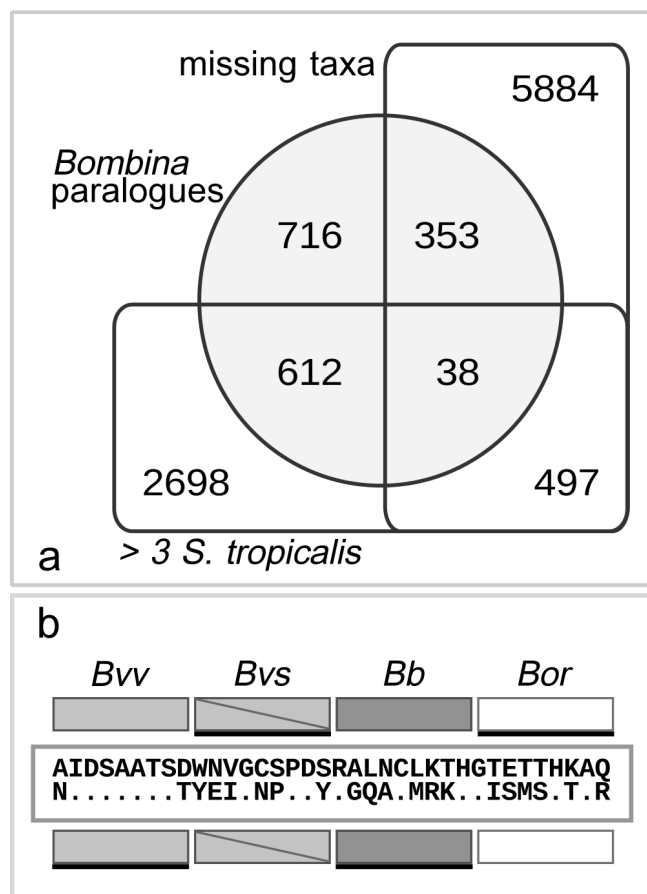 missing taxa
5884
Bombina
paralogues
716
353
612
38
2698
497
a
> 3 S. tropicalis
b
Bvv Bvs Bb Bor
AIDSAATSDWNVGCSPDSRALNCLKTHGTETTHKAQ
N.......TYEI.NP..Y.GQA.MRK..ISMS.T.R